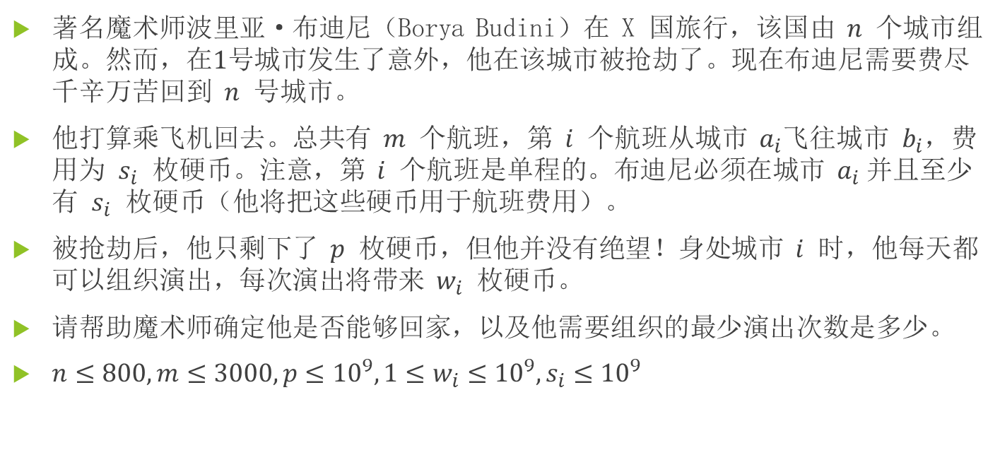 著名魔术师波里亚·布迪尼（Borya Budini）在 X 国旅行，该国由 n 个城市组
成。然而，在1号城市发生了意外，他在该城市被抢劫了。现在布迪尼需要费尽
千辛万苦回到 n 号城市。
他打算乘飞机回去。总共有 m 个航班，第 i 个航班从城市 a_i飞往城市 b_i，费
用为 s_i 枚硬币。注意，第 i 个航班是单程的。布迪尼必须在城市 a_i 并且至少
有 s_i 枚硬币（他将把这些硬币用于航班费用）。
被抢劫后，他只剩下了 p 枚硬币，但他并没有绝望！身处城市 i 时，他每天都
可以组织演出，每次演出将带来 w_i 枚硬币。
请帮助魔术师确定他是否能够回家，以及他需要组织的最少演出次数是多少。
n ≤ 800, m ≤ 3000, p ≤ 10^9, 1 ≤ w_i ≤ 10^9, s_i ≤ 10^9